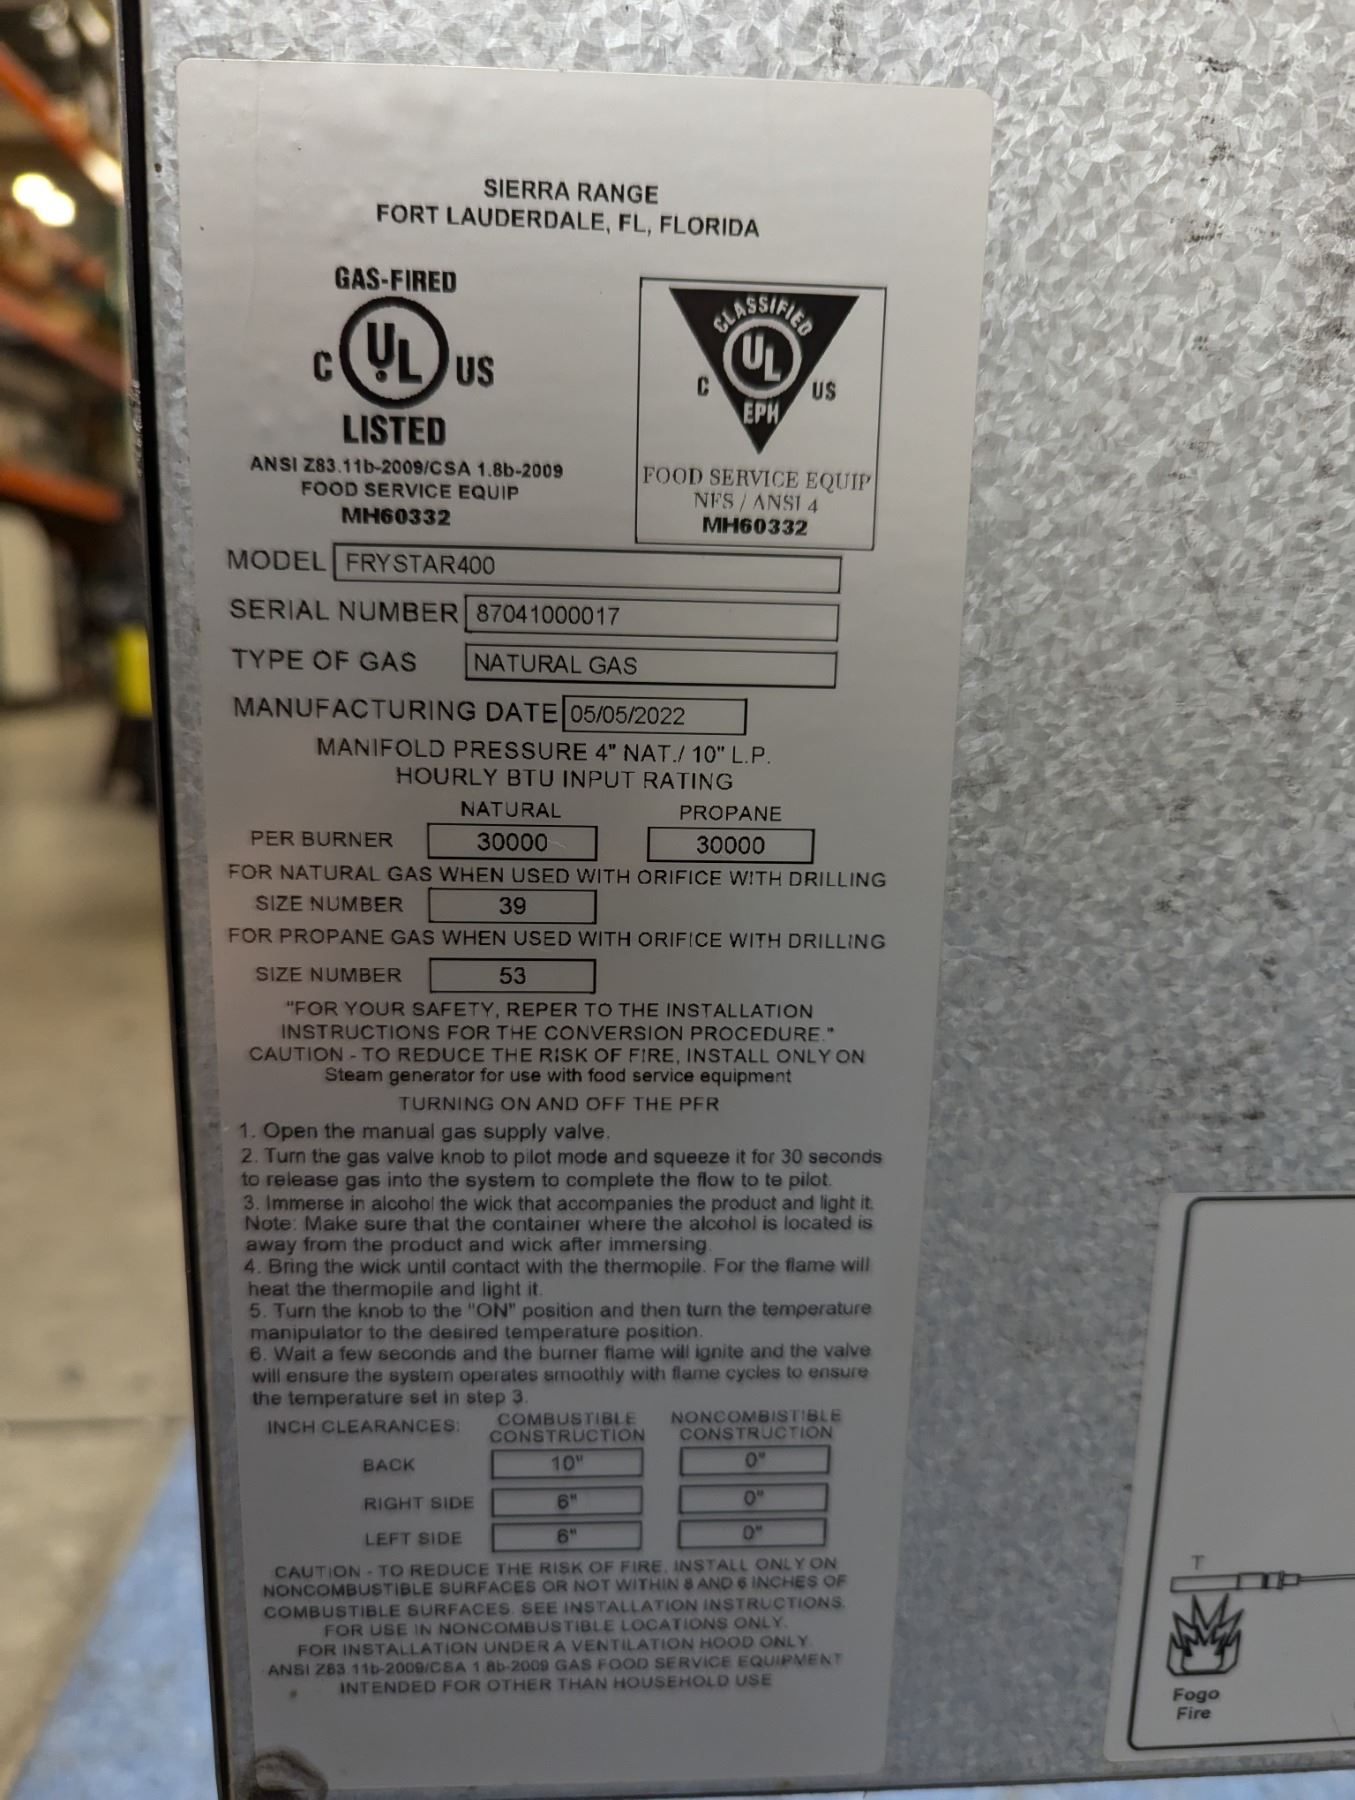 SIERRA RANGE
FORT LAUDERDALE, FL, FLORIDA
GAS-FIRED
C UL US
LISTED
ANSI Z83.11b-2009/CSA 1.8b-2009
FOOD SERVICE EQUIP
MH60332
CLASSIFIED
C UL US
EPH
FOOD SERVICE EQUIP
NFS / ANSI 4
MH60332
MODEL FRYSTAR400
SERIAL NUMBER 87041000017
TYPE OF GAS NATURAL GAS
MANUFACTURING DATE 05/05/2022
MANIFOLD PRESSURE 4" NAT./ 10" L.P.
HOURLY BTU INPUT RATING
NATURAL PROPANE
PER BURNER 30000 30000
FOR NATURAL GAS WHEN USED WITH ORIFICE WITH DRILLING
SIZE NUMBER 39
FOR PROPANE GAS WHEN USED WITH ORIFICE WITH DRILLING
SIZE NUMBER 53
"FOR YOUR SAFETY, REPER TO THE INSTALLATION
INSTRUCTIONS FOR THE CONVERSION PROCEDURE."
CAUTION - TO REDUCE THE RISK OF FIRE, INSTALL ONLY ON
Steam generator for use with food service equipment
TURNING ON AND OFF THE PFR
1. Open the manual gas supply valve.
2. Turn the gas valve knob to pilot mode and squeeze it for 30 seconds
to release gas into the system to complete the flow to te pilot.
3. Immerse in alcohol the wick that accompanies the product and light it.
Note: Make sure that the container where the alcohol is located is
away from the product and wick after immersing.
4. Bring the wick until contact with the thermopile. For the flame will
heat the thermopile and light it.
5. Turn the knob to the "ON" position and then turn the temperature
manipulator to the desired temperature position.
6. Wait a few seconds and the burner flame will ignite and the valve
will ensure the system operates smoothly with flame cycles to ensure
the temperature set in step 3.
INCH CLEARANCES: COMBUSTIBLE CONSTRUCTION NONCOMBISTIBLE CONSTRUCTION
BACK 10" 0"
RIGHT SIDE 6" 0"
LEFT SIDE 6" 0"
CAUTION - TO REDUCE THE RISK OF FIRE, INSTALL ONLY ON
NONCOMBUSTIBLE SURFACES OR NOT WITHIN 8 AND 6 INCHES OF
COMBUSTIBLE SURFACES. SEE INSTALLATION INSTRUCTIONS.
FOR USE IN NONCOMBUSTIBLE LOCATIONS ONLY.
FOR INSTALLATION UNDER A VENTILATION HOOD ONLY.
ANSI Z83.11b-2009/CSA 1.8b-2009 GAS FOOD SERVICE EQUIPMENT
INTENDED FOR OTHER THAN HOUSEHOLD USE
T
Fogo
Fire